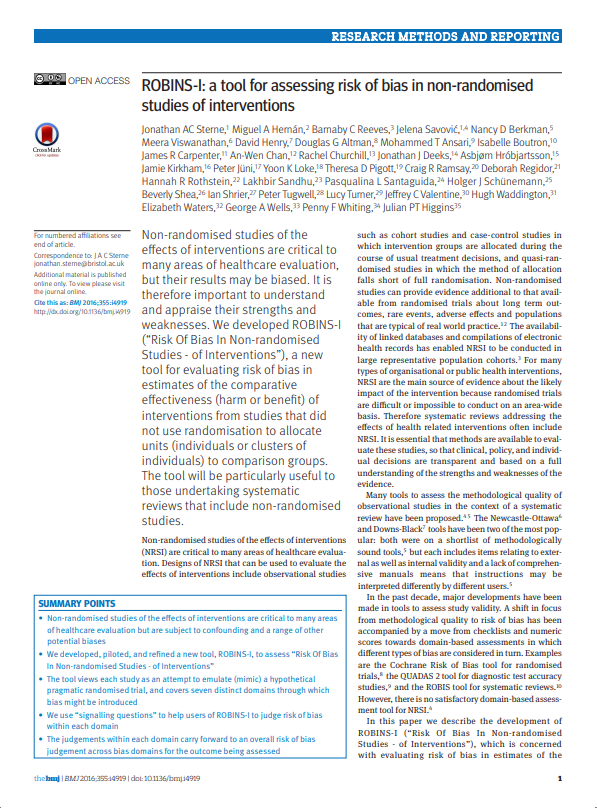 RESEARCH METHODS AND REPORTING
OPEN ACCESS
CrossMark
click for updates
ROBINS-I: a tool for assessing risk of bias in non-randomised
studies of interventions
Jonathan AC Sterne,1 Miguel A Hernán,2 Barnaby C Reeves,3 Jelena Savović,1,4 Nancy D Berkman,5
Meera Viswanathan,6 David Henry,7 Douglas G Altman,8 Mohammed T Ansari,9 Isabelle Boutron,10
James R Carpenter,11 An-Wen Chan,12 Rachel Churchill,13 Jonathan J Deeks,14 Asbjørn Hróbjartsson,15
Jamie Kirkham,16 Peter Jüni,17 Yoon K Loke,18 Theresa D Pigott,19 Craig R Ramsay,20 Deborah Regidor,21
Hannah R Rothstein,22 Lakhbir Sandhu,23 Pasqualina L Santaguida,24 Holger J Schünemann,25
Beverly Shea,26 Ian Shrier,27 Peter Tugwell,28 Lucy Turner,29 Jeffrey C Valentine,30 Hugh Waddington,31
Elizabeth Waters,32 George A Wells,33 Penny F Whiting,34 Julian PT Higgins35
For numbered affiliations see
end of article.
Correspondence to: J A C Sterne
jonathan.sterne@bristol.ac.uk
Additional material is published
online only. To view please visit
the journal online.
Cite this as: BMJ 2016;355:i4919
http://dx.doi.org/10.1136/bmj.i4919
Non-randomised studies of the
effects of interventions are critical to
many areas of healthcare evaluation,
but their results may be biased. It is
therefore important to understand
and appraise their strengths and
weaknesses. We developed ROBINS-I
(“Risk Of Bias In Non-randomised
Studies - of Interventions”), a new
tool for evaluating risk of bias in
estimates of the comparative
effectiveness (harm or benefit) of
interventions from studies that did
not use randomisation to allocate
units (individuals or clusters of
individuals) to comparison groups.
The tool will be particularly useful to
those undertaking systematic
reviews that include non-randomised
studies.
Non-randomised studies of the effects of interventions
(NRSI) are critical to many areas of healthcare evalua-
tion. Designs of NRSI that can be used to evaluate the
effects of interventions include observational studies
such as cohort studies and case-control studies in
which intervention groups are allocated during the
course of usual treatment decisions, and quasi-ran-
domised studies in which the method of allocation
falls short of full randomisation. Non-randomised
studies can provide evidence additional to that avail-
able from randomised trials about long term out-
comes, rare events, adverse effects and populations
that are typical of real world practice.1 2 The availabil-
ity of linked databases and compilations of electronic
health records has enabled NRSI to be conducted in
large representative population cohorts.3 For many
types of organisational or public health interventions,
NRSI are the main source of evidence about the likely
impact of the intervention because randomised trials
are difficult or impossible to conduct on an area-wide
basis. Therefore systematic reviews addressing the
effects of health related interventions often include
NRSI. It is essential that methods are available to eval-
uate these studies, so that clinical, policy, and individ-
ual decisions are transparent and based on a full
understanding of the strengths and weaknesses of the
evidence.
Many tools to assess the methodological quality of
observational studies in the context of a systematic
review have been proposed.4 5 The Newcastle-Ottawa6
and Downs-Black7 tools have been two of the most pop-
ular: both were on a shortlist of methodologically
sound tools,5 but each includes items relating to exter-
nal as well as internal validity and a lack of comprehen-
sive manuals means that instructions may be
interpreted differently by different users.5
In the past decade, major developments have been
made in tools to assess study validity. A shift in focus
from methodological quality to risk of bias has been
accompanied by a move from checklists and numeric
scores towards domain-based assessments in which
different types of bias are considered in turn. Examples
are the Cochrane Risk of Bias tool for randomised
trials,8 the QUADAS 2 tool for diagnostic test accuracy
studies,9 and the ROBIS tool for systematic reviews.10
However, there is no satisfactory domain-based assess-
ment tool for NRSI.4
In this paper we describe the development of
ROBINS-I (“Risk Of Bias In Non-randomised
Studies - of Interventions”), which is concerned
with evaluating risk of bias in estimates of the
SUMMARY POINTS
• Non-randomised studies of the effects of interventions are critical to many areas
of healthcare evaluation but are subject to confounding and a range of other
potential biases
• We developed, piloted, and refined a new tool, ROBINS-I, to assess “Risk Of Bias
In Non-randomised Studies - of Interventions”
• The tool views each study as an attempt to emulate (mimic) a hypothetical
pragmatic randomised trial, and covers seven distinct domains through which
bias might be introduced
• We use “signalling questions” to help users of ROBINS-I to judge risk of bias
within each domain
• The judgements within each domain carry forward to an overall risk of bias
judgement across bias domains for the outcome being assessed
thebmj | BMJ 2016;355:i4919 | doi: 10.1136/bmj.i4919
1